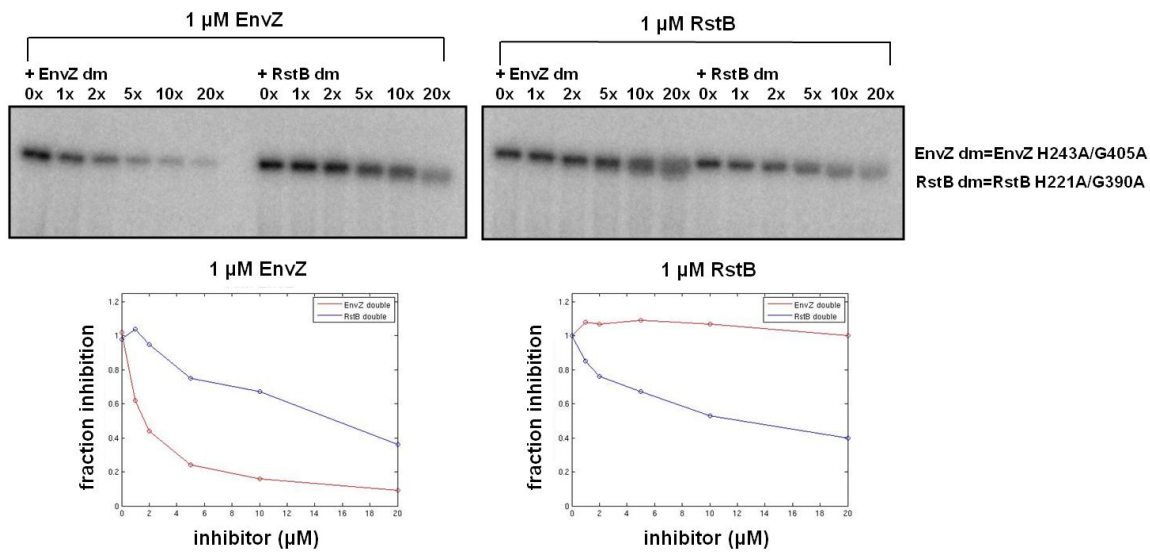 1 µM EnvZ
1 µM RstB
+ EnvZ dm + RstB dm
0x 1x 2x 5x 10x 20x 0x 1x 2x 5x 10x 20x
+ EnvZ dm + RstB dm
0x 1x 2x 5x 10x 20x 0x 1x 2x 5x 10x 20x
EnvZ dm=EnvZ H243A/G405A
RstB dm=RstB H221A/G390A
1 µM EnvZ
EnvZ double
RstB double
fraction inhibition
1.2
1
0.8
0.6
0.4
0.2
0
0 2 4 6 8 10 12 14 16 18 20
inhibitor (µM)
1 µM RstB
EnvZ double
RstB double
fraction inhibition
1.2
1
0.8
0.6
0.4
0.2
0
0 2 4 6 8 10 12 14 16 18 20
inhibitor (µM)